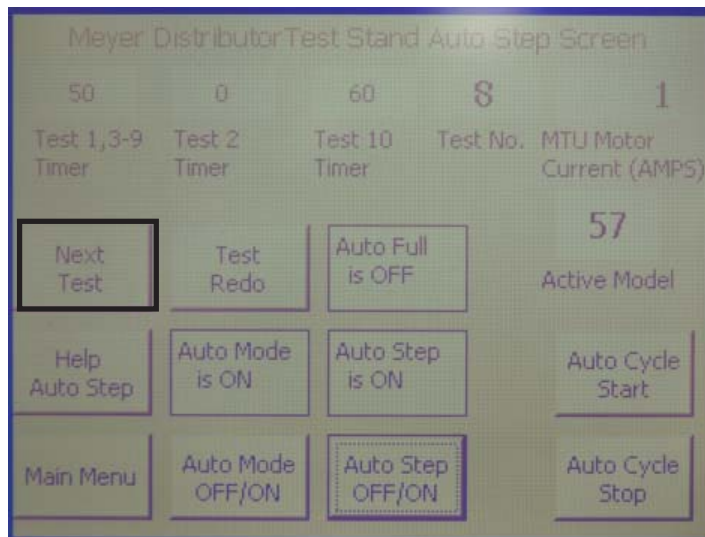 Meyer Distributor Test Stand Auto Step Screen
50 0 60 8 1
Test 1,3-9 Test 2 Test 10 Test No. MTU Motor
Timer Timer Timer Current (AMPS)
57
Active Model
Next
Test
Test
Redo
Auto Full
is OFF
Help
Auto Step
Auto Mode
is ON
Auto Step
is ON
Auto Cycle
Start
Main Menu
Auto Mode
OFF/ON
Auto Step
OFF/ON
Auto Cycle
Stop